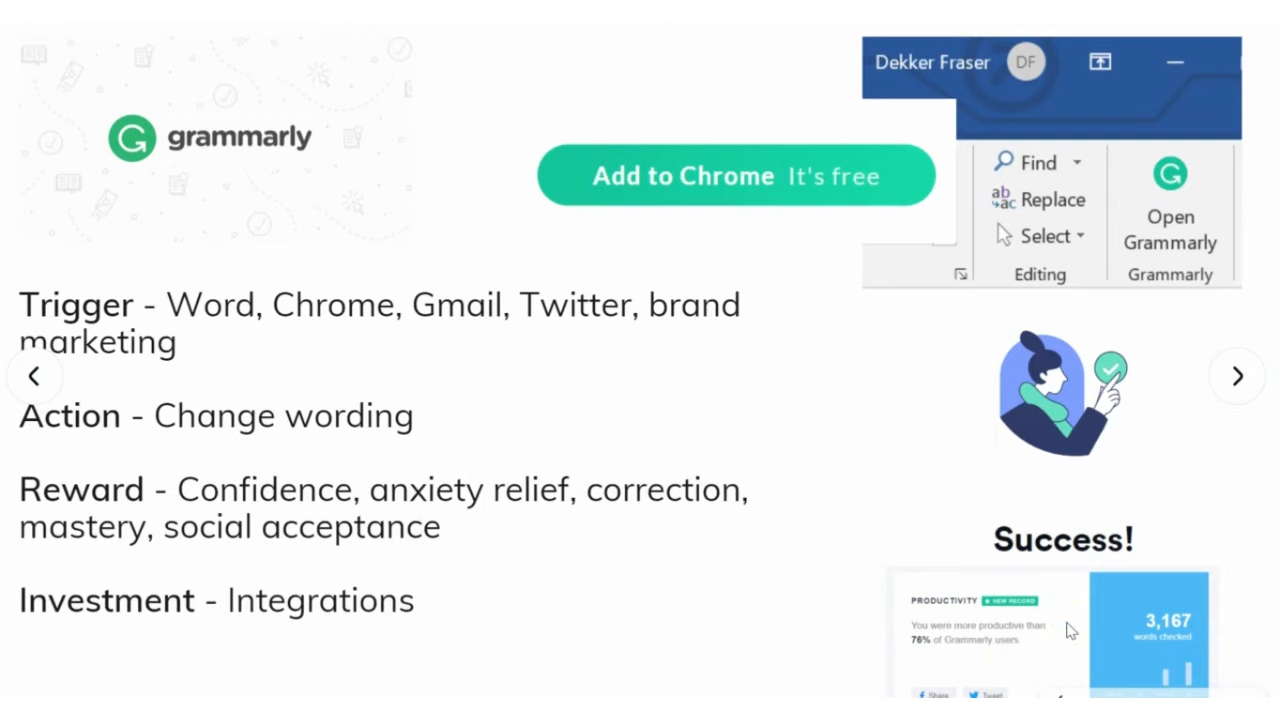 grammarly
Add to Chrome It's free
Dekker Fraser DF
Find
Replace
Select
Editing
Open
Grammarly
Grammarly
Trigger - Word, Chrome, Gmail, Twitter, brand
marketing
Action - Change wording
Reward - Confidence, anxiety relief, correction,
mastery, social acceptance
Investment - Integrations
Success!
PRODUCTIVITY NEW RECORD
You were more productive than
76% of Grammarly users.
3,167
words checked
Share Tweet